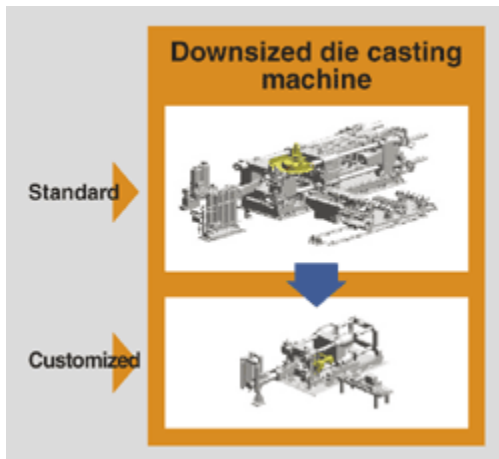 Downsized die casting
machine
Standard
Customized